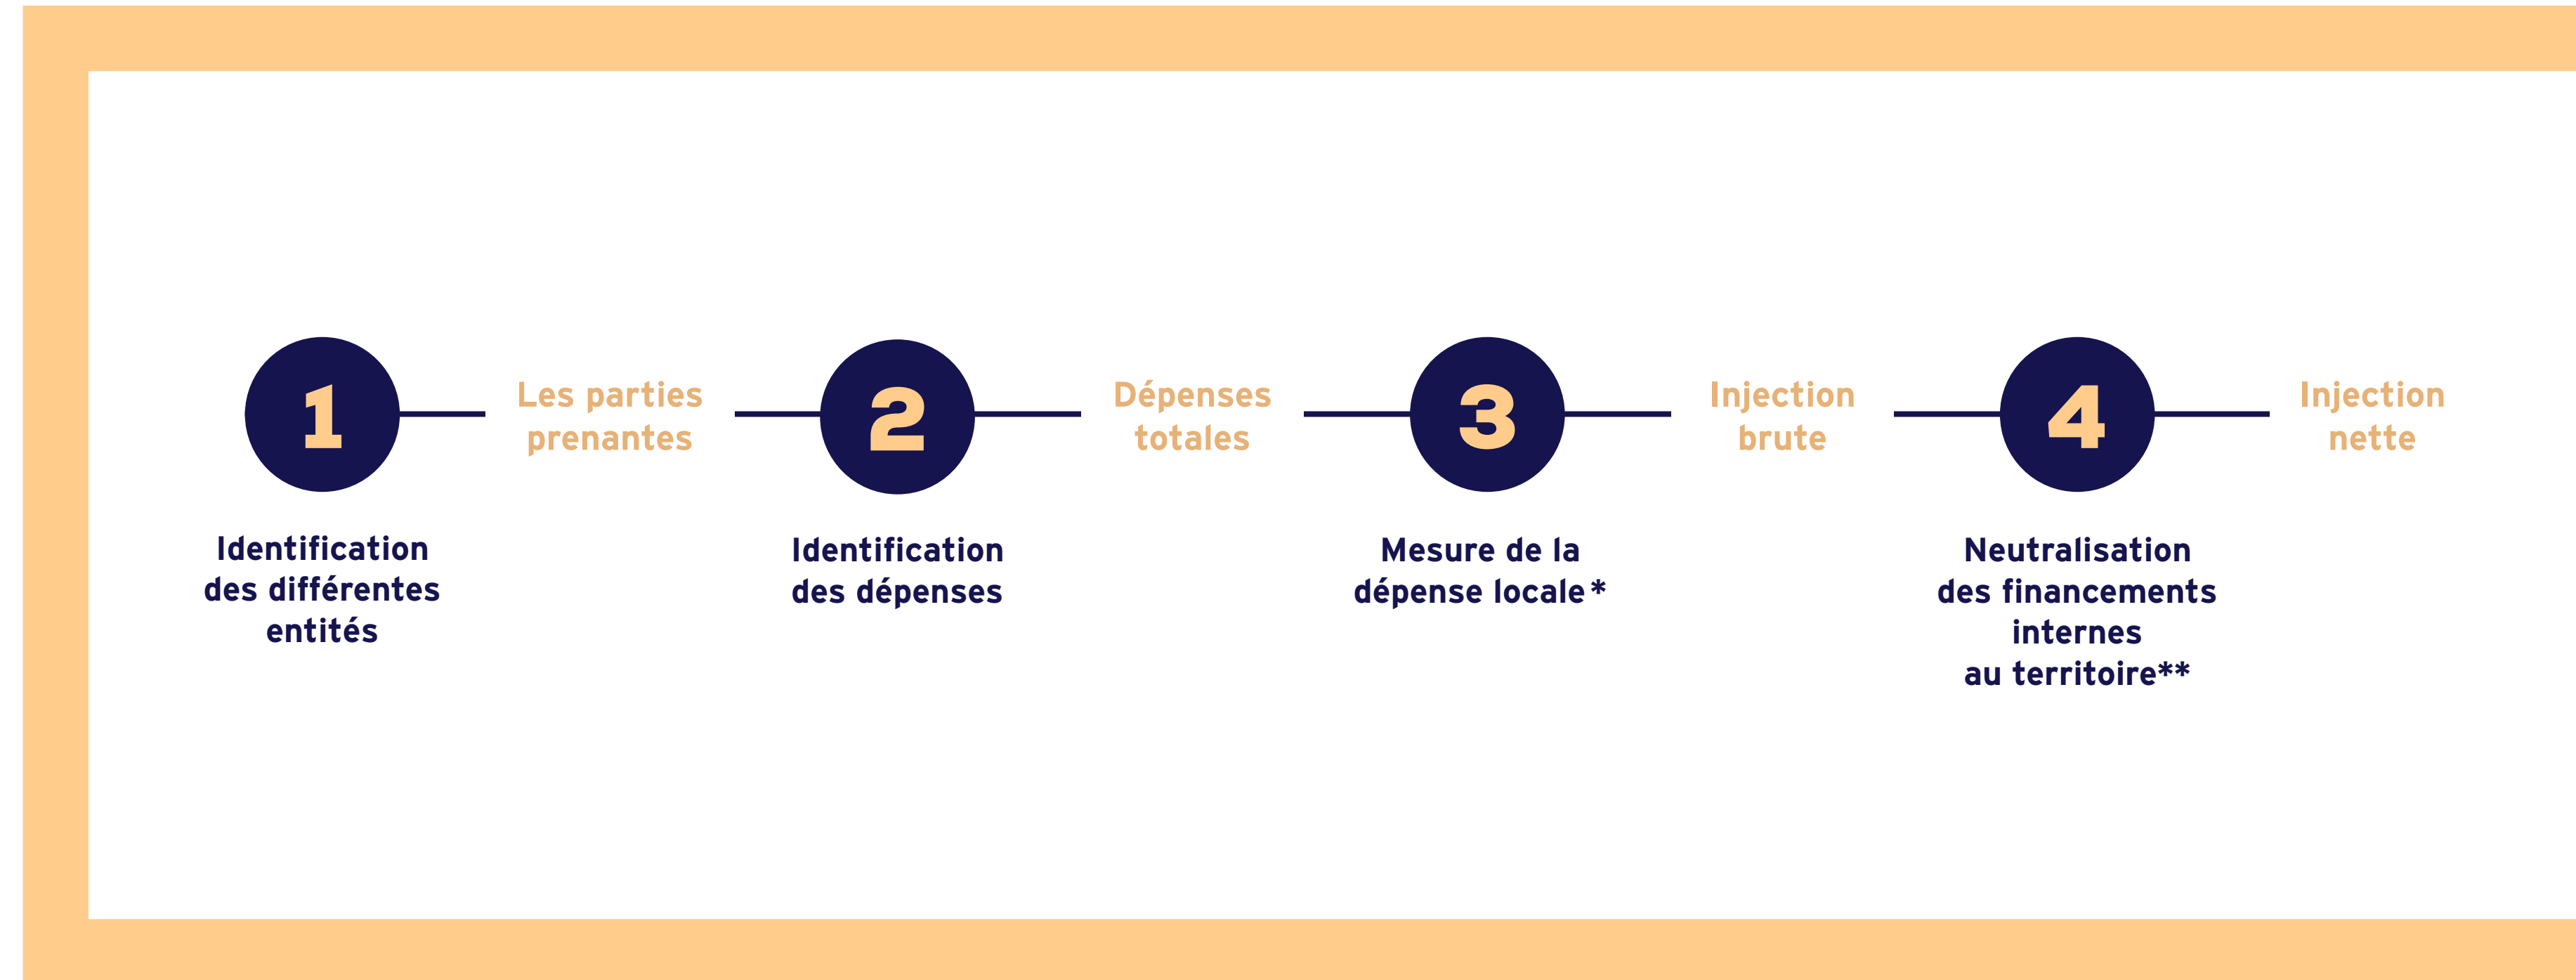 1
Les parties
prenantes
2
Dépenses
totales
3
Injection
brute
4
Injection
nette
Identification
des différentes
entités
Identification
des dépenses
Mesure de la
dépense locale*
Neutralisation
des financements
internes
au territoire**